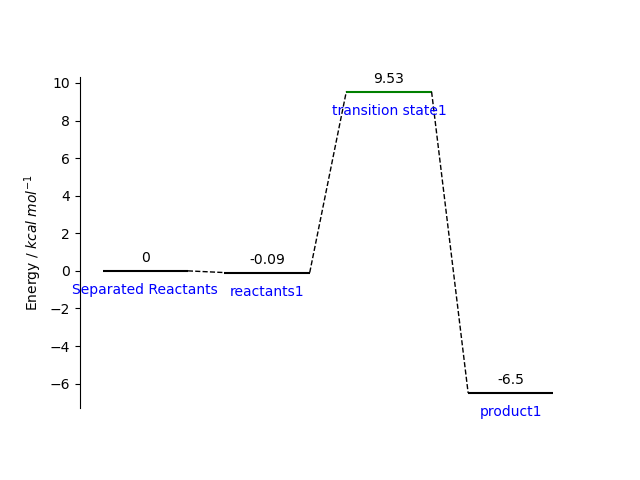 9.53
10
transition state1
8
6
4
2
0
0
-0.09
Separated Reactants
reactants1
−2
−4
−6
-6.5
product1
Energy / kcal mol⁻¹